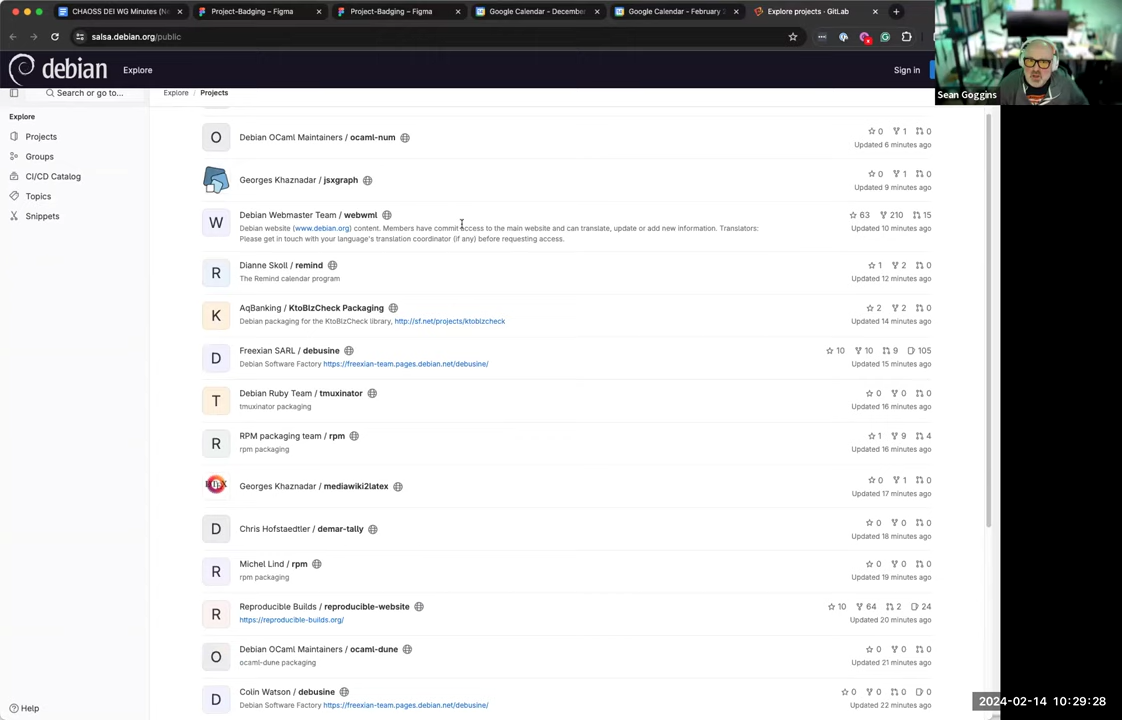 CHAOSS DEI WG Minutes (N
Project-Badging – Figma
Project-Badging – Figma
Google Calendar - Decembe
Google Calendar - February
Explore projects · GitLab
salsa.debian.org/public
debian
Explore
Sign in
Sean Goggins
Search or go to...
Explore / Projects
Explore
Projects
Groups
CI/CD Catalog
Topics
Snippets
Debian OCaml Maintainers / ocaml-num
0 1 0
O
Updated 6 minutes ago
Georges Khaznadar / jsxgraph
0 1 0
Updated 9 minutes ago
Debian Webmaster Team / webwml
63 210 15
W
Debian website (www.debian.org) content. Members have commit access to the main website and can translate, update or add new information. Translators:
Updated 10 minutes ago
Please get in touch with your language's translation coordinator (if any) before requesting access.
Dianne Skoll / remind
1 2 0
R
The Remind calendar program
Updated 12 minutes ago
AqBanking / KtoBlzCheck Packaging
2 2 0
K
Debian packaging for the KtoBlzCheck library, http://sf.net/projects/ktoblzcheck
Updated 14 minutes ago
Freexian SARL / debusine
10 10 9 105
D
Debian Software Factory https://freexian-team.pages.debian.net/debusine/
Updated 15 minutes ago
Debian Ruby Team / tmuxinator
0 0 0
T
tmuxinator packaging
Updated 16 minutes ago
RPM packaging team / rpm
1 9 4
R
rpm packaging
Updated 16 minutes ago
Georges Khaznadar / mediawiki2latex
0 1 0
Updated 17 minutes ago
Chris Hofstaedtler / demar-tally
0 0 0
D
Updated 18 minutes ago
Michel Lind / rpm
0 0 0
D
rpm packaging
Updated 19 minutes ago
Reproducible Builds / reproducible-website
10 64 2 24
R
https://reproducible-builds.org/
Updated 20 minutes ago
Debian OCaml Maintainers / ocaml-dune
0 0 0
O
ocaml-dune packaging
Updated 21 minutes ago
Colin Watson / debusine
0 0 0 0
D
Debian Software Factory https://freexian-team.pages.debian.net/debusine/
Updated 22 minutes ago
Help
2024-02-14 10:29:28